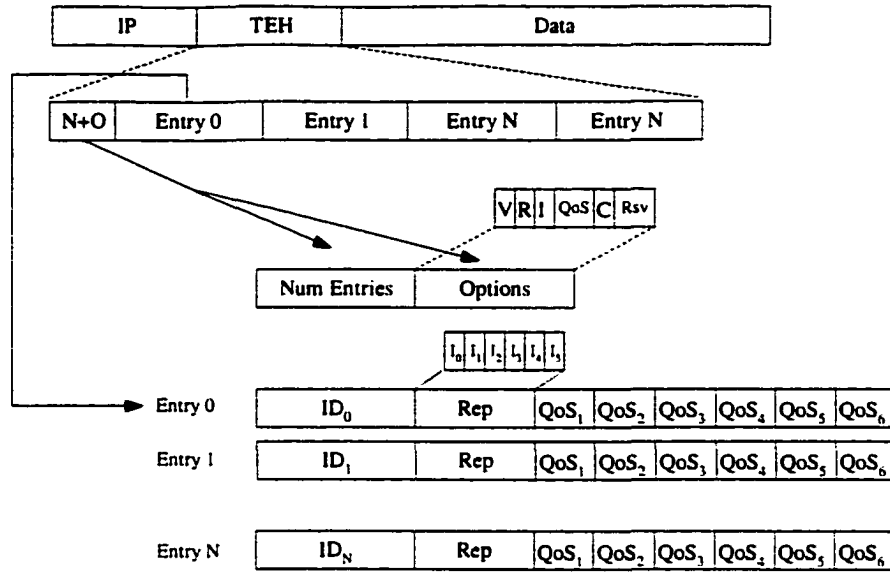 IP TEH Data
N+O Entry 0 Entry 1 Entry N Entry N
V R I QoS C Rsv
Num Entries Options
I₀ I₁ I₂ I₃ I₄ I₅
Entry 0 ID₀ Rep QoS₁ QoS₂ QoS₃ QoS₄ QoS₅ QoS₆
Entry 1 ID₁ Rep QoS₁ QoS₂ QoS₃ QoS₄ QoS₅ QoS₆
Entry N ID_N Rep QoS₁ QoS₂ QoS₃ QoS₄ QoS₅ QoS₆